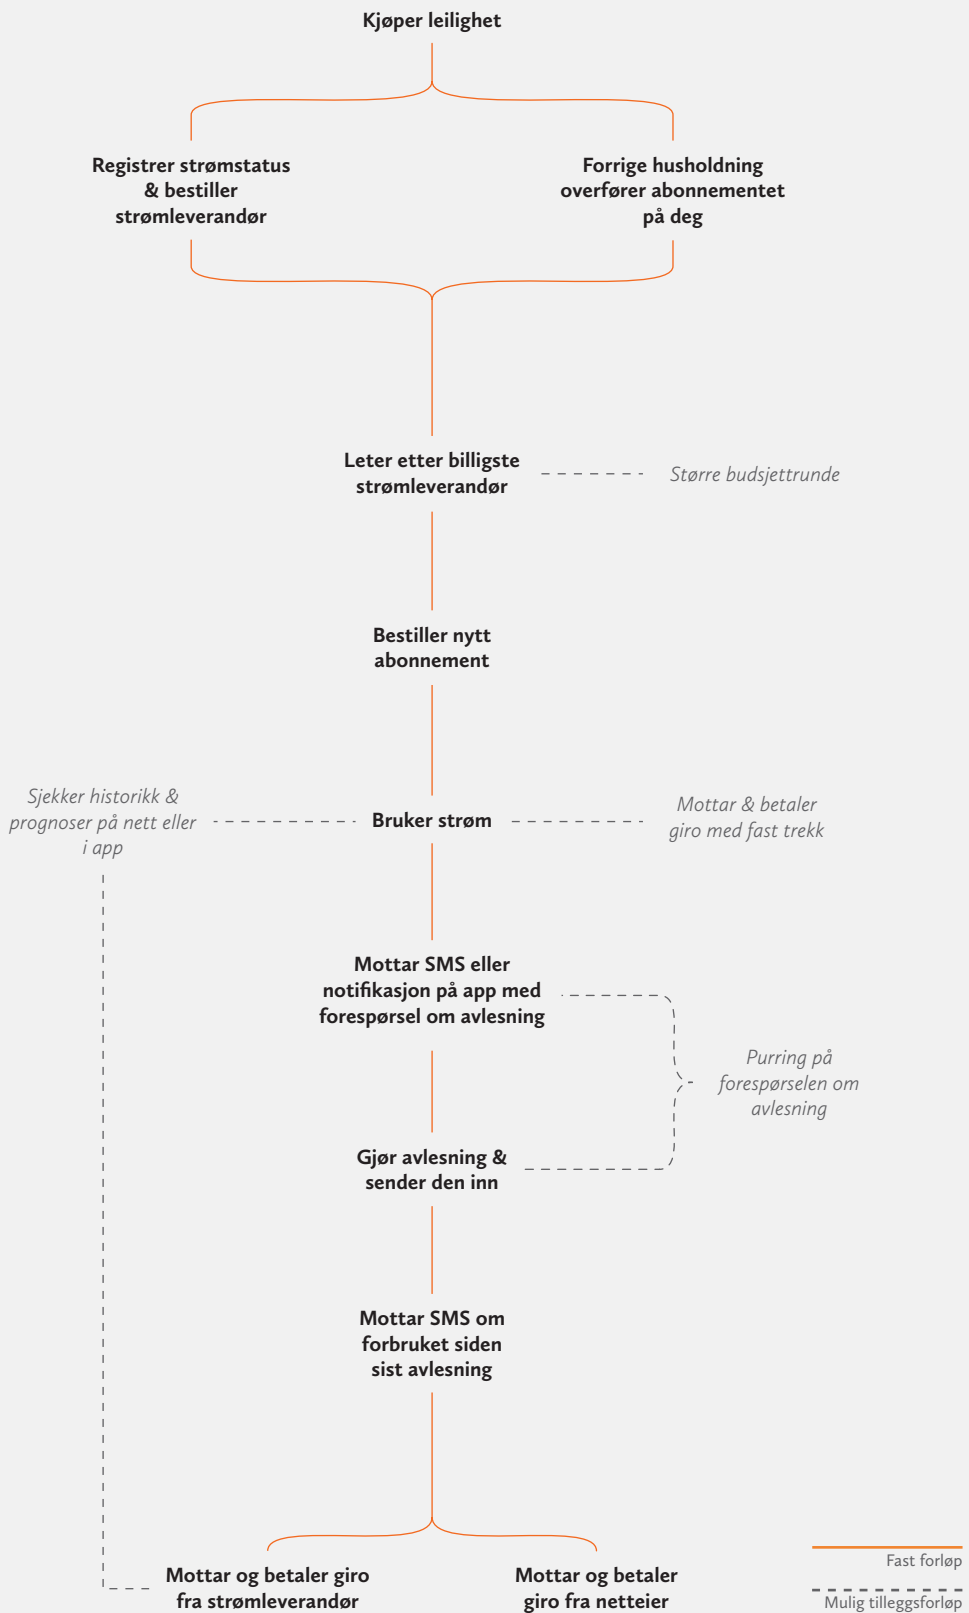 Kjøper leilighet
Registrer strømstatus
& bestiller
strømleverandør
Forrige husholdning
overfører abonnementet
på deg
Leter etter billigste
strømleverandør
Større budsjettrunde
Bestiller nytt
abonnement
Sjekker historikk &
prognoser på nett eller
i app
Bruker strøm
Mottar & betaler
giro med fast trekk
Mottar SMS eller
notifikasjon på app med
forespørsel om avlesning
Purring på
forespørselen om
avlesning
Gjør avlesning &
sender den inn
Mottar SMS om
forbruket siden
sist avlesning
Mottar og betaler giro
fra strømleverandør
Mottar og betaler
giro fra netteier
Fast forløp
Mulig tilleggsforløp